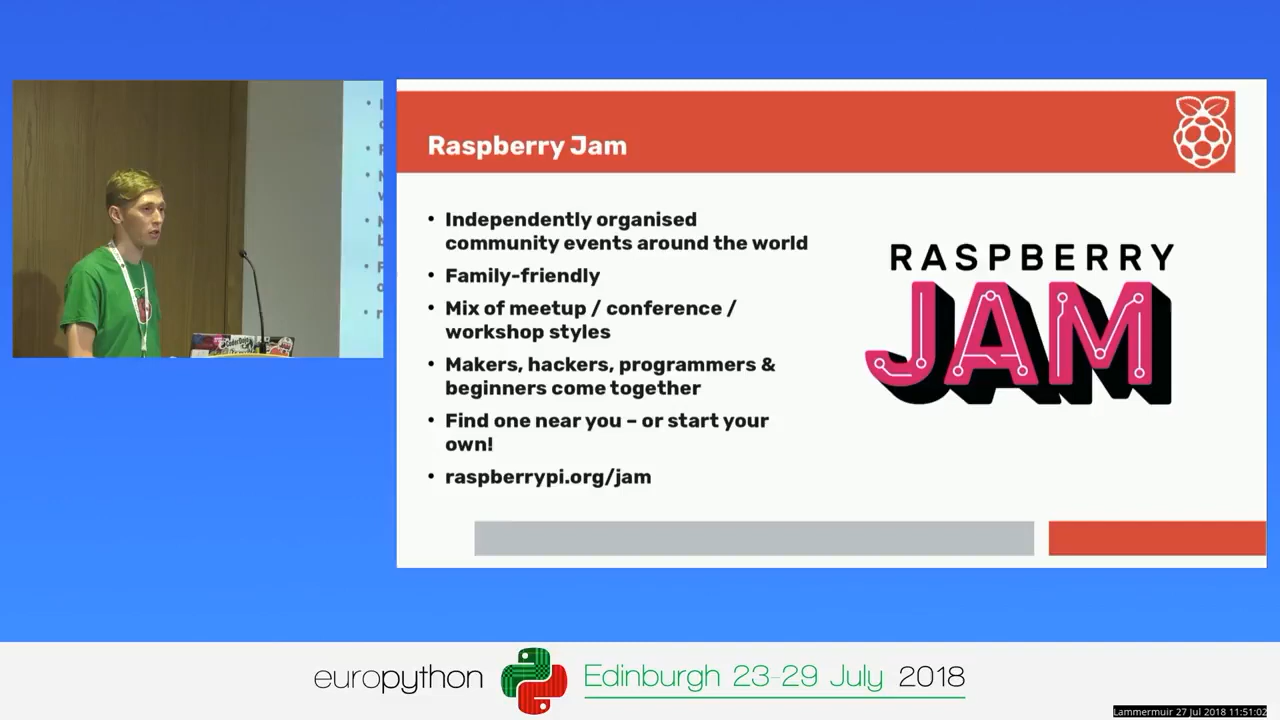 Raspberry Jam
• Independently organised
community events around the world
• Family-friendly
• Mix of meetup / conference /
workshop styles
• Makers, hackers, programmers &
beginners come together
• Find one near you – or start your
own!
• raspberrypi.org/jam
RASPBERRY
JAM
europython Edinburgh 23-29 July 2018
Lammermuir 27 Jul 2018 11:51:02